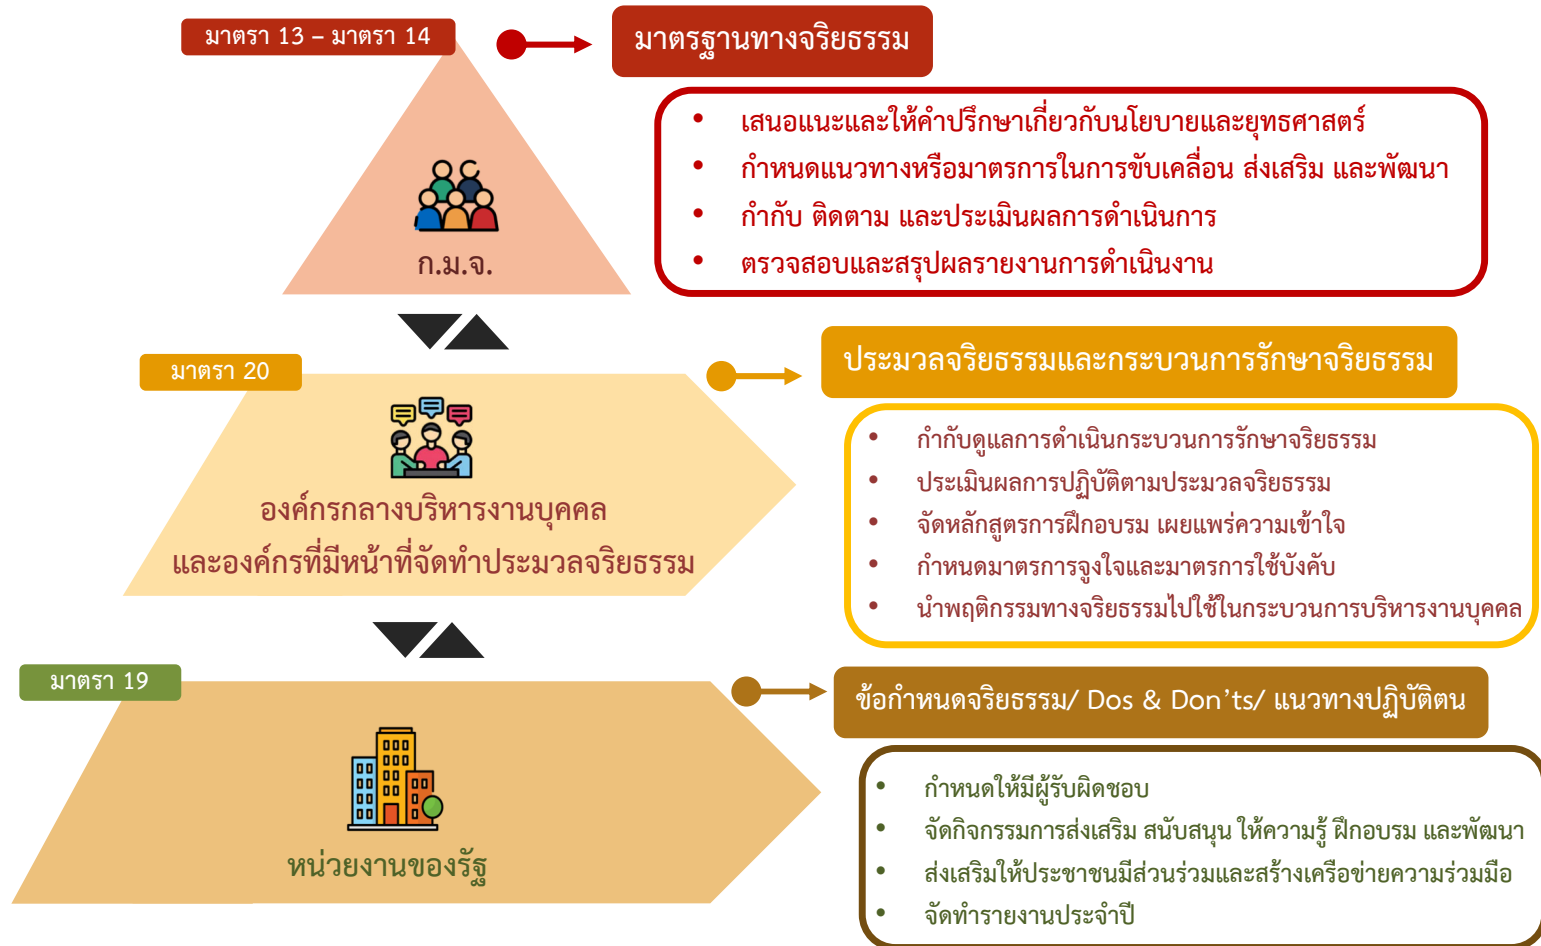 มาตรา 13 – มาตรา 14
มาตรฐานทางจริยธรรม
• เสนอแนะและให้คำปรึกษาเกี่ยวกับนโยบายและยุทธศาสตร์
• กำหนดแนวทางหรือมาตรการในการขับเคลื่อน ส่งเสริม และพัฒนา
• กำกับ ติดตาม และประเมินผลการดำเนินการ
• ตรวจสอบและสรุปผลรายงานการดำเนินงาน
ก.ม.จ.
มาตรา 20
ประมวลจริยธรรมและกระบวนการรักษาจริยธรรม
องค์กรกลางบริหารงานบุคคล
และองค์กรที่มีหน้าที่จัดทำประมวลจริยธรรม
• กำกับดูแลการดำเนินกระบวนการรักษาจริยธรรม
• ประเมินผลการปฏิบัติตามประมวลจริยธรรม
• จัดหลักสูตรการฝึกอบรม เผยแพร่ความเข้าใจ
• กำหนดมาตรการจูงใจและมาตรการใช้บังคับ
• นำพฤติกรรมทางจริยธรรมไปใช้ในกระบวนการบริหารงานบุคคล
มาตรา 19
ข้อกำหนดจริยธรรม/ Dos & Don’ts/ แนวทางปฏิบัติตน
หน่วยงานของรัฐ
• กำหนดให้มีผู้รับผิดชอบ
• จัดกิจกรรมการส่งเสริม สนับสนุน ให้ความรู้ ฝึกอบรม และพัฒนา
• ส่งเสริมให้ประชาชนมีส่วนร่วมและสร้างเครือข่ายความร่วมมือ
• จัดทำรายงานประจำปี